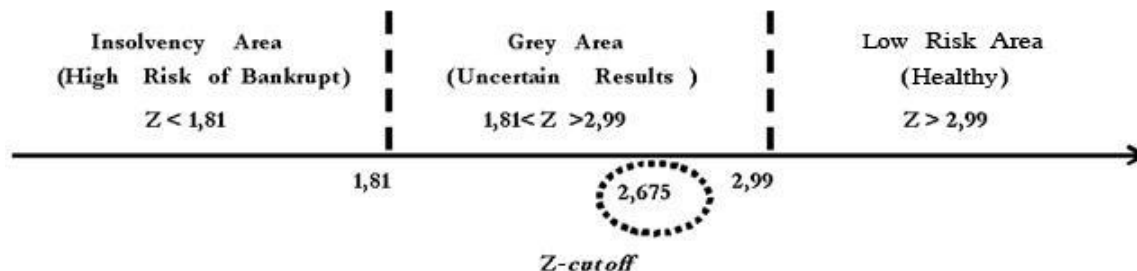 Insolvency Area
(High Risk of Bankrupt)
Z < 1,81
Grey Area
(Uncertain Results )
1,81< Z >2,99
Low Risk Area
(Healthy)
Z > 2,99
1,81
2,675
2,99
Z-cutoff